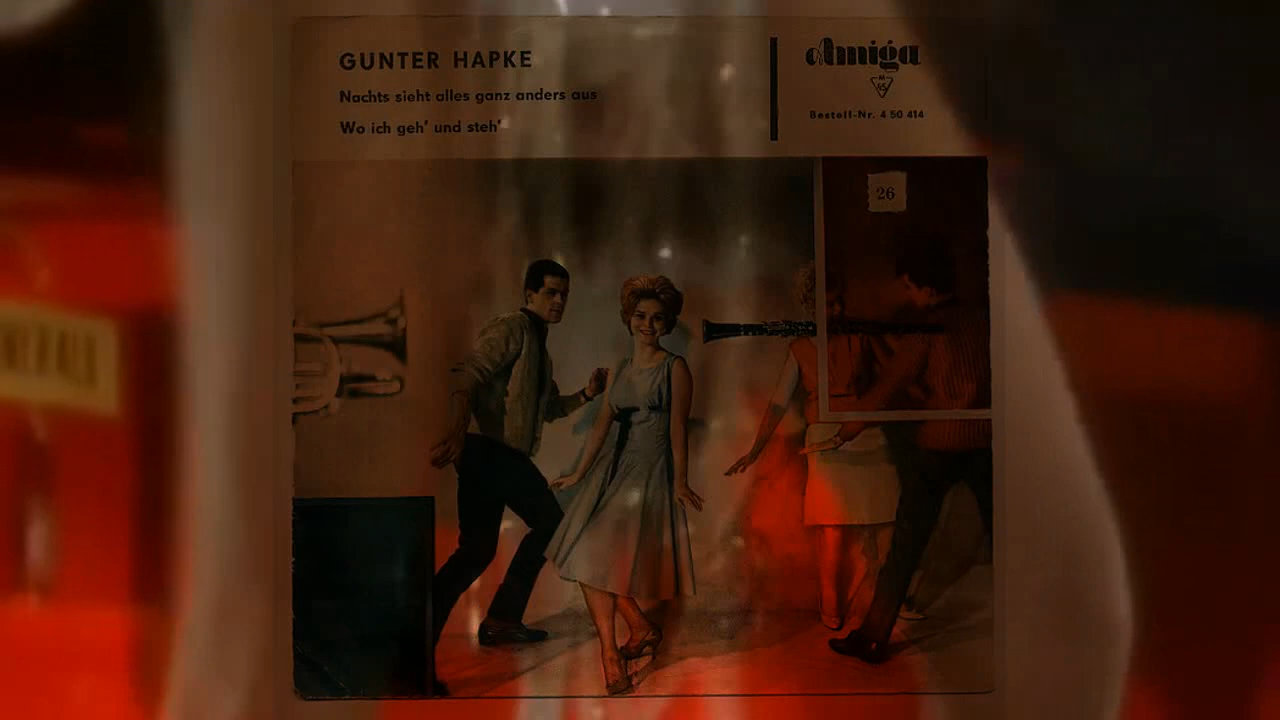 GUNTER HAPKE
Nachts sieht alles ganz anders aus
Wo ich geh' und steh'
Amiga
Bestell-Nr. 4 50 414
26